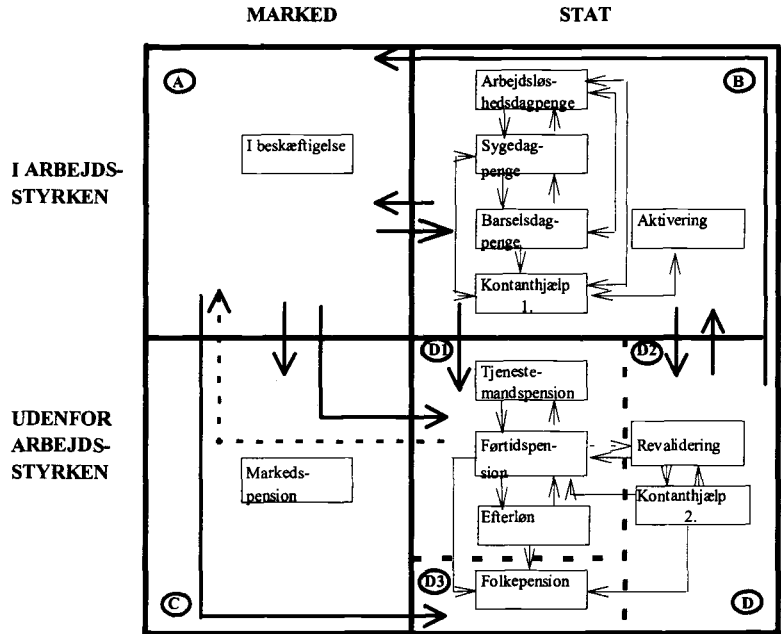 MARKED
STAT
A
B
Arbejdsløs-
hedsdagpenge
I beskæftigelse
Sygedag-
penge
I ARBEJDS-
STYRKEN
Barselsdag-
penge
Aktivering
Kontanthjælp
1.
D1
D2
Tjeneste-
mandspension
UDENFOR
ARBEJDS-
STYRKEN
Førtidspen-
sion
Revalidering
Markeds-
pension
Kontanthjælp
2.
Efterløn
D3
Folkepension
C
D